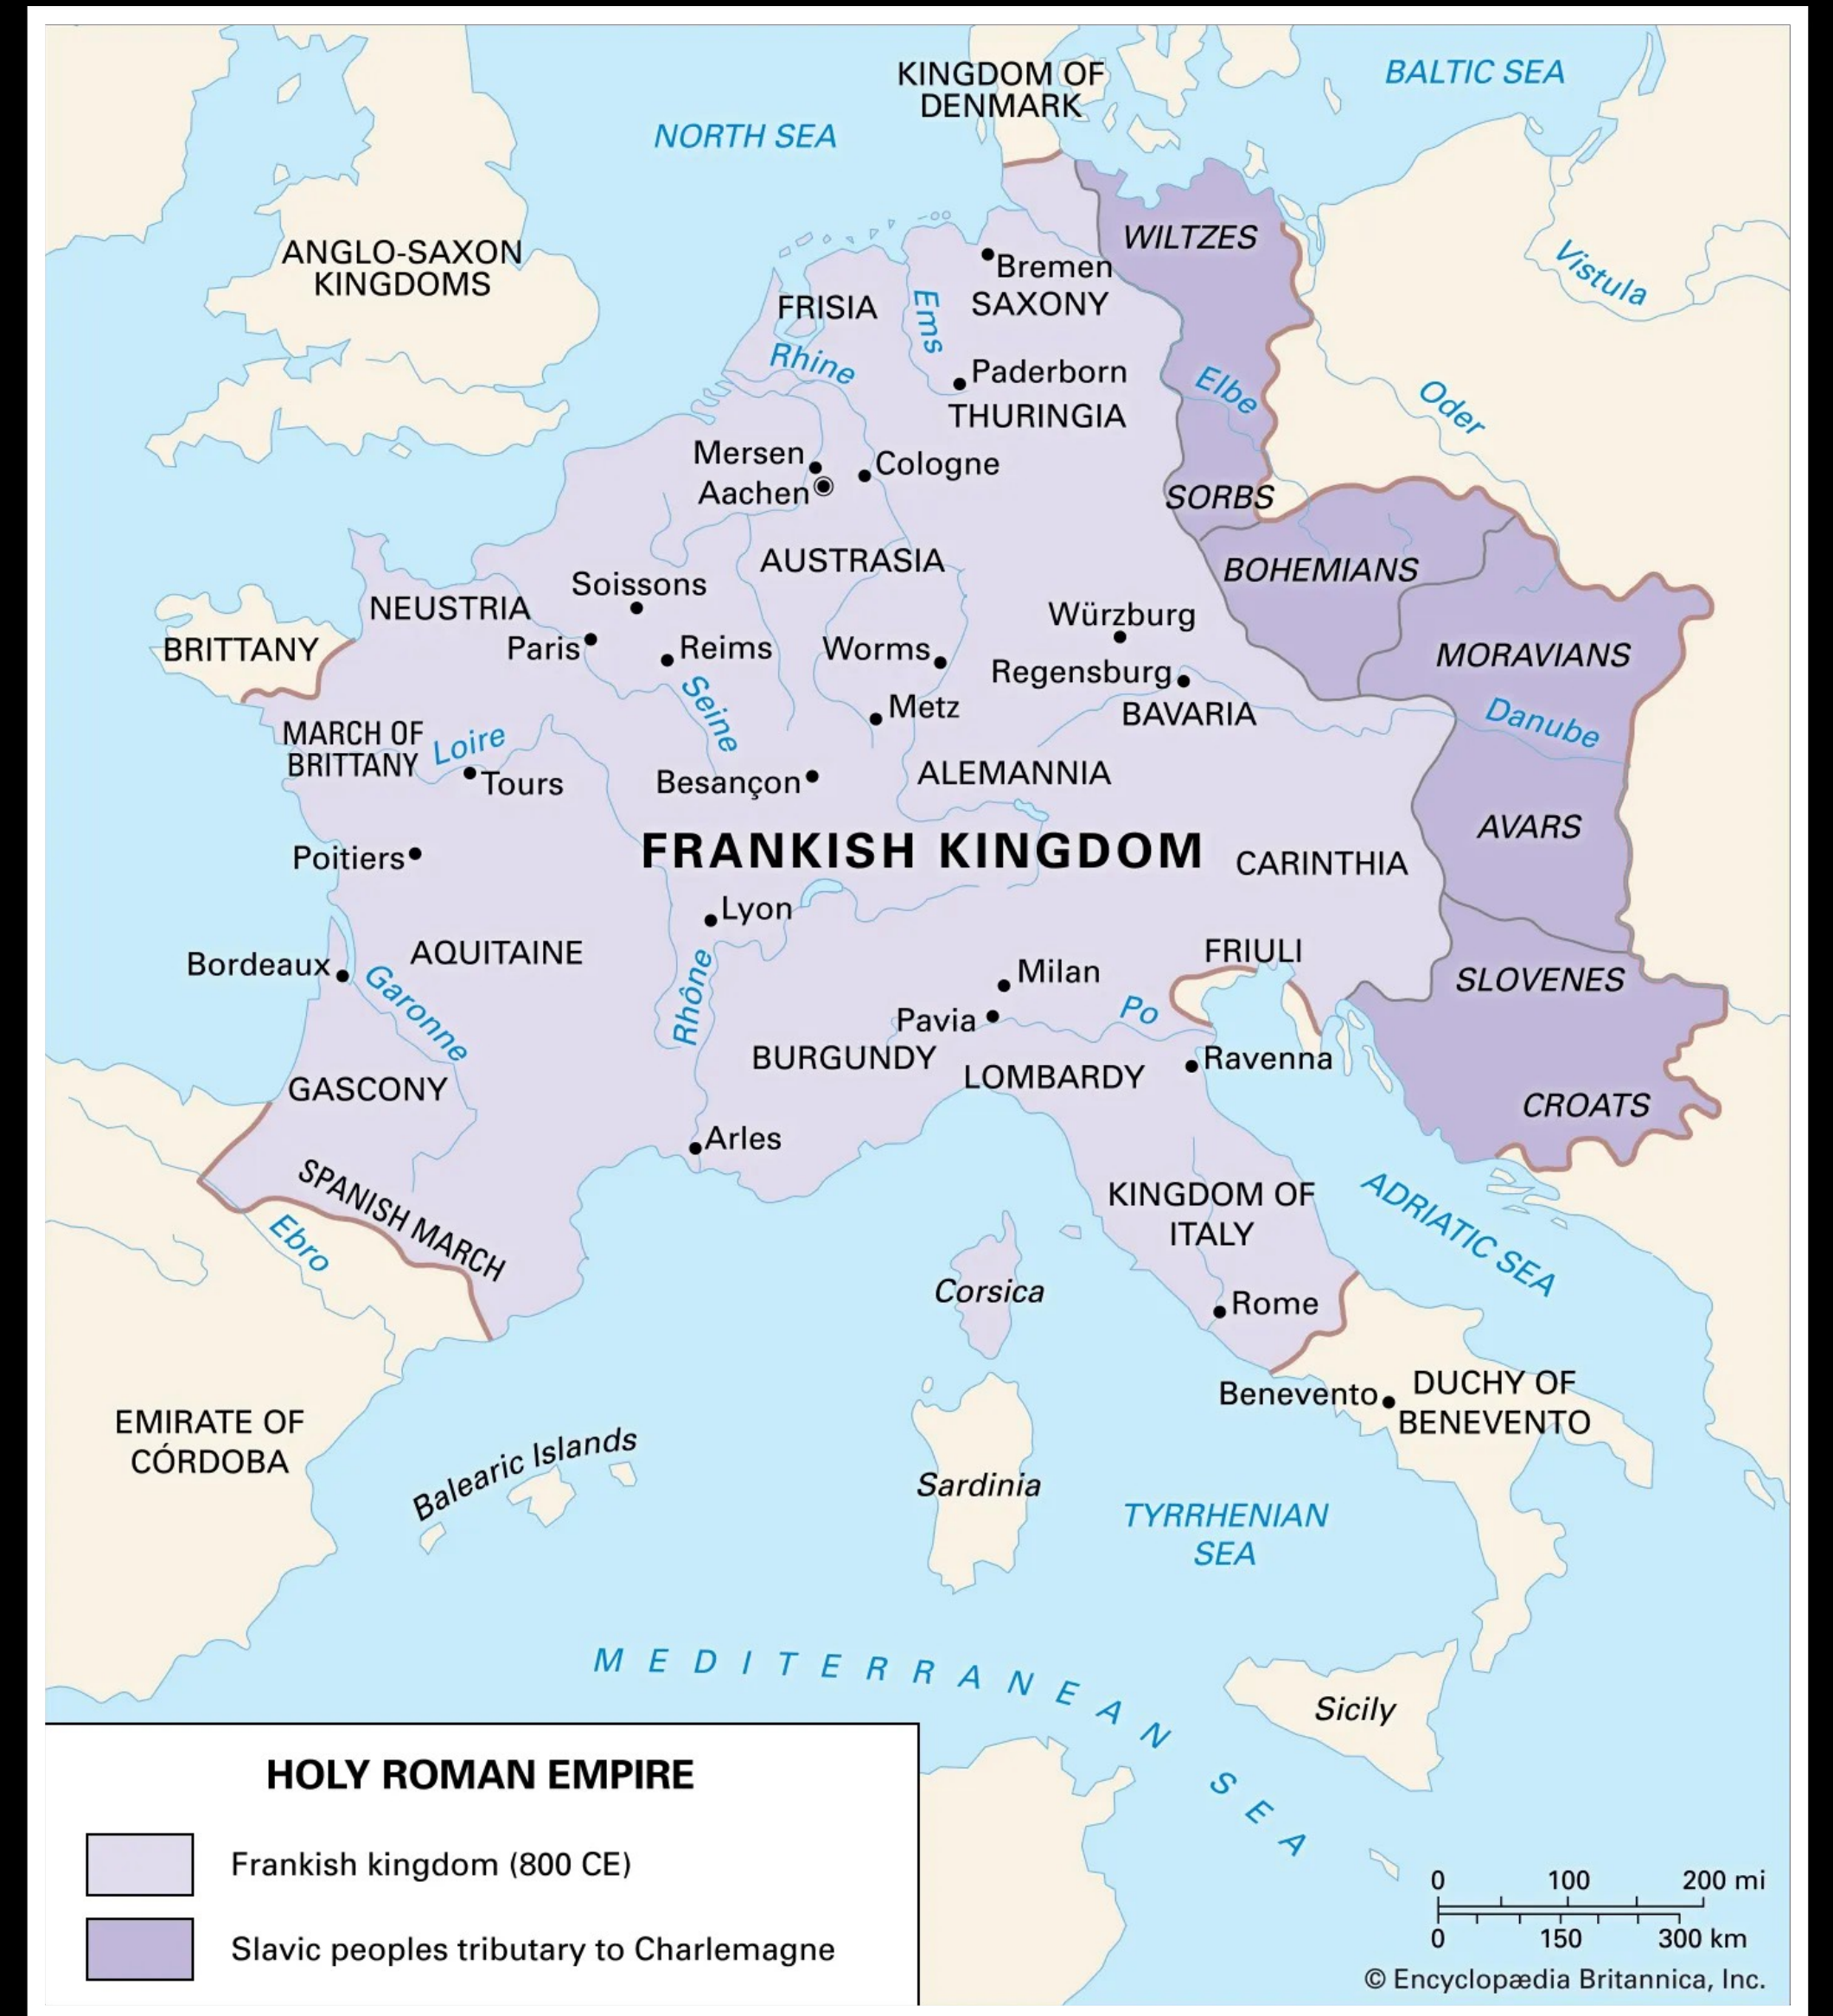 KINGDOM OF
DENMARK
BALTIC SEA
NORTH SEA
WILTZES
ANGLO-SAXON
KINGDOMS
Bremen
SAXONY
Vistula
FRISIA
Ems
Rhine
Paderborn
Elbe
Oder
THURINGIA
Mersen
Cologne
Aachen
SORBS
AUSTRASIA
BOHEMIANS
Soissons
NEUSTRIA
Würzburg
BRITTANY
Paris
Reims
Worms
MORAVIANS
Regensburg
Seine
Metz
BAVARIA
Danube
MARCH OF
BRITTANY
Loire
Tours
Besançon
ALEMANNIA
AVARS
FRANKISH KINGDOM
CARINTHIA
Poitiers
Lyon
AQUITAINE
FRIULI
Bordeaux
Garonne
Rhône
Milan
SLOVENES
Pavia
Po
BURGUNDY
LOMBARDY
Ravenna
GASCONY
CROATS
Arles
SPANISH MARCH
Ebro
KINGDOM OF
ITALY
ADRIATIC SEA
Corsica
Rome
Benevento
DUCHY OF
BENEVENTO
EMIRATE OF
CÓRDOBA
Balearic Islands
Sardinia
TYRRHENIAN
SEA
MEDITERRANEAN SEA
Sicily
HOLY ROMAN EMPIRE
Frankish kingdom (800 CE)
Slavic peoples tributary to Charlemagne
0 100 200 mi
0 150 300 km
© Encyclopædia Britannica, Inc.